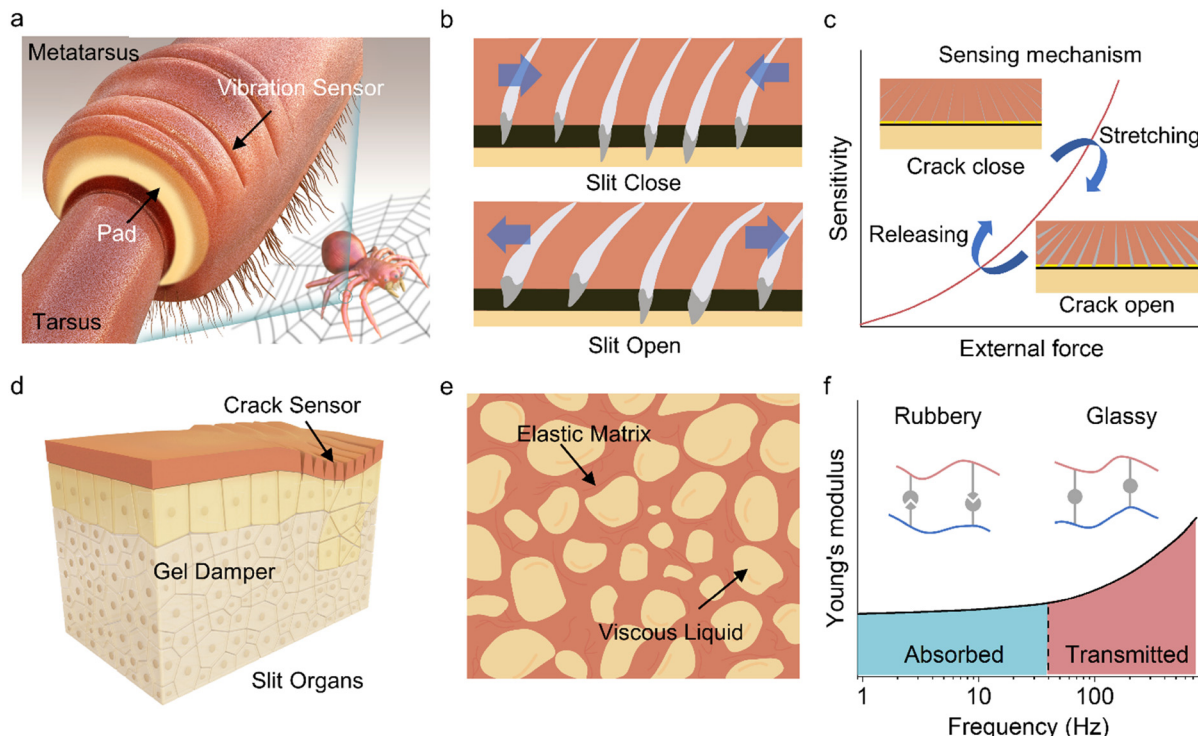 a
Metatarsus
Vibration Sensor
Pad
Tarsus
b
Slit Close
Slit Open
c
Sensing mechanism
Sensitivity
Crack close
Stretching
Releasing
Crack open
External force
d
Crack Sensor
Gel Damper
Slit Organs
e
Elastic Matrix
Viscous Liquid
f
Rubbery
Glassy
Young's modulus
Absorbed
Transmitted
1
10
100
Frequency (Hz)